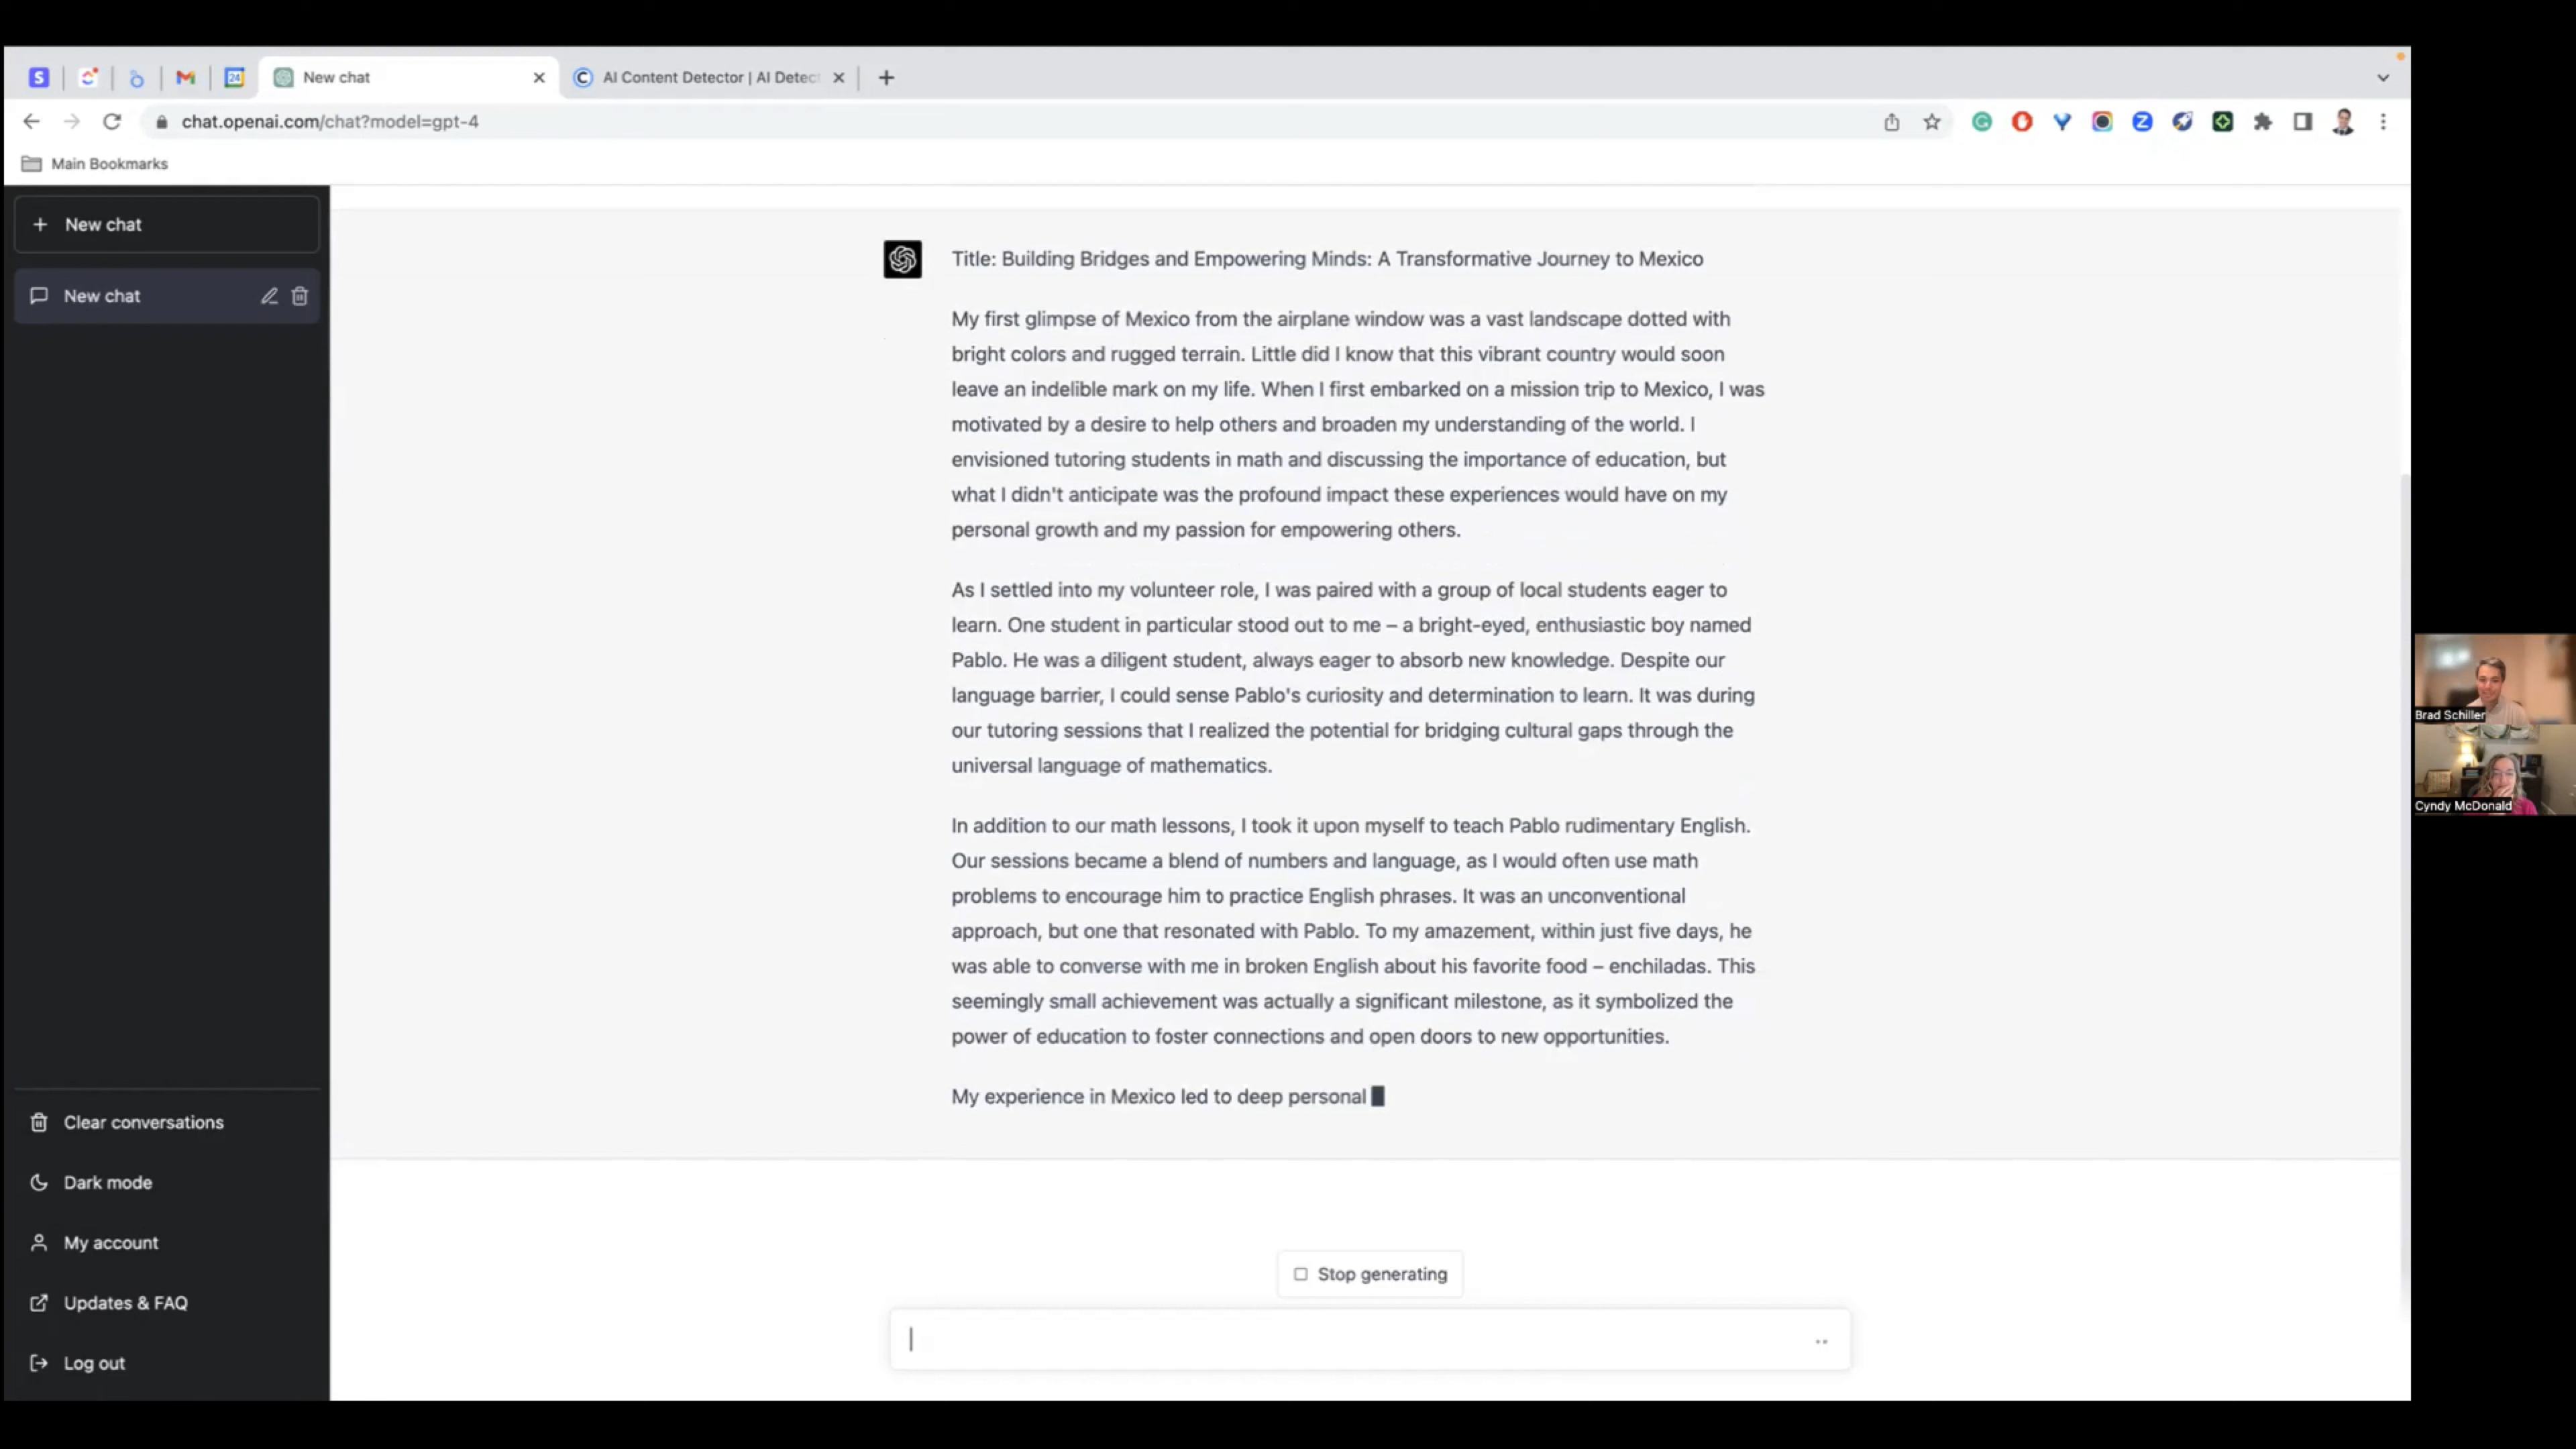 S
24
New chat
AI Content Detector | AI Detect
chat.openai.com/chat?model=gpt-4
Main Bookmarks
New chat
New chat
Title: Building Bridges and Empowering Minds: A Transformative Journey to Mexico
My first glimpse of Mexico from the airplane window was a vast landscape dotted with
bright colors and rugged terrain. Little did I know that this vibrant country would soon
leave an indelible mark on my life. When I first embarked on a mission trip to Mexico, I was
motivated by a desire to help others and broaden my understanding of the world. I
envisioned tutoring students in math and discussing the importance of education, but
what I didn't anticipate was the profound impact these experiences would have on my
personal growth and my passion for empowering others.
As I settled into my volunteer role, I was paired with a group of local students eager to
learn. One student in particular stood out to me – a bright-eyed, enthusiastic boy named
Pablo. He was a diligent student, always eager to absorb new knowledge. Despite our
language barrier, I could sense Pablo's curiosity and determination to learn. It was during
our tutoring sessions that I realized the potential for bridging cultural gaps through the
universal language of mathematics.
In addition to our math lessons, I took it upon myself to teach Pablo rudimentary English.
Our sessions became a blend of numbers and language, as I would often use math
problems to encourage him to practice English phrases. It was an unconventional
approach, but one that resonated with Pablo. To my amazement, within just five days, he
was able to converse with me in broken English about his favorite food – enchiladas. This
seemingly small achievement was actually a significant milestone, as it symbolized the
power of education to foster connections and open doors to new opportunities.
My experience in Mexico led to deep personal
Clear conversations
Dark mode
My account
Updates & FAQ
Log out
Stop generating
Brad Schiller
Cyndy McDonald